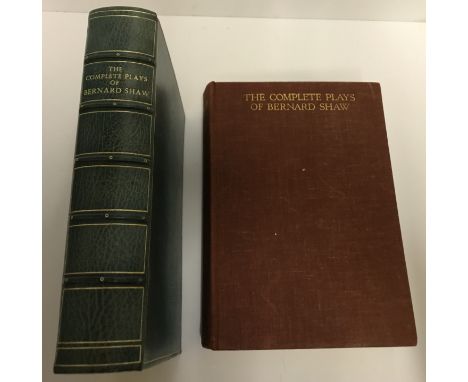 THE
COMPLETE PLAYS
OF
BERNARD SHAW
THE COMPLETE PLAYS
OF BERNARD SHAW